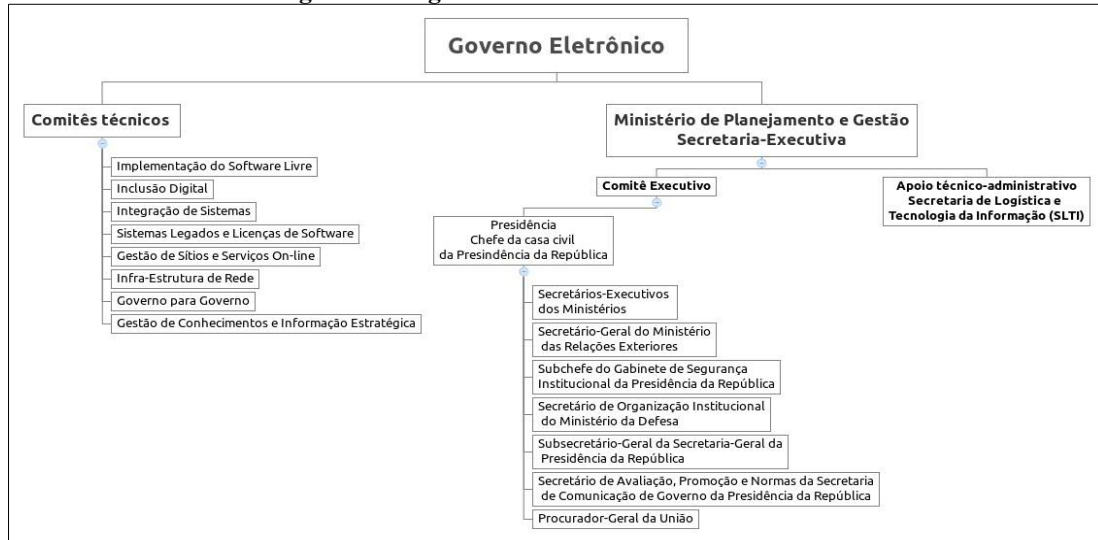 Governo Eletrônico
Comitês técnicos
Implementação do Software Livre
Inclusão Digital
Integração de Sistemas
Sistemas Legados e Licenças de Software
Gestão de Sítios e Serviços On-line
Infra-Estrutura de Rede
Governo para Governo
Gestão de Conhecimentos e Informação Estratégica
Ministério de Planejamento e Gestão
Secretaria-Executiva
Comitê Executivo
Presidência
Chefe da casa civil
da Presindência da República
Secretários-Executivos
dos Ministérios
Secretário-Geral do Ministério
das Relações Exteriores
Subchefe do Gabinete de Segurança
Institucional da Presidência da República
Secretário de Organização Institucional
do Ministério da Defesa
Subsecretário-Geral da Secretaria-Geral da
Presidência da República
Secretário de Avaliação, Promoção e Normas da Secretaria
de Comunicação de Governo da Presidência da República
Procurador-Geral da União
Apoio técnico-administrativo
Secretaria de Logística e
Tecnologia da Informação (SLTI)